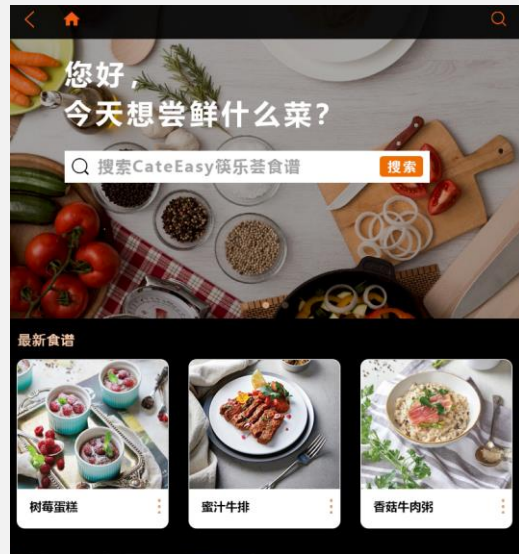 您好，
今天想尝鲜什么菜？
搜索CateEasy筷乐荟食谱
搜索
最新食谱
树莓蛋糕
蜜汁牛排
香菇牛肉粥